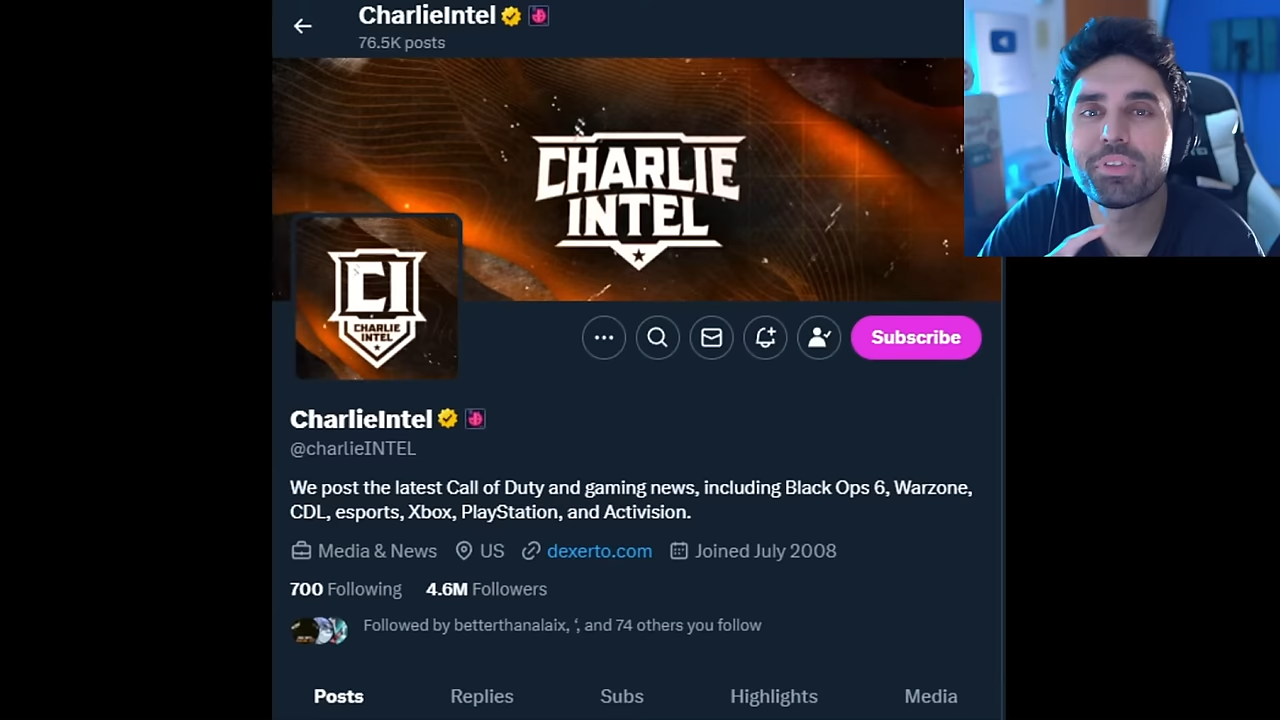 CharlieIntel
76.5K posts
CHARLIE
INTEL
CI
CHARLIE
INTEL
Subscribe
CharlieIntel
@charlieINTEL
We post the latest Call of Duty and gaming news, including Black Ops 6, Warzone,
CDL, esports, Xbox, PlayStation, and Activision.
Media & News US dexerto.com Joined July 2008
700 Following 4.6M Followers
Followed by betterthanalaix, ‘, and 74 others you follow
Posts Replies Subs Highlights Media